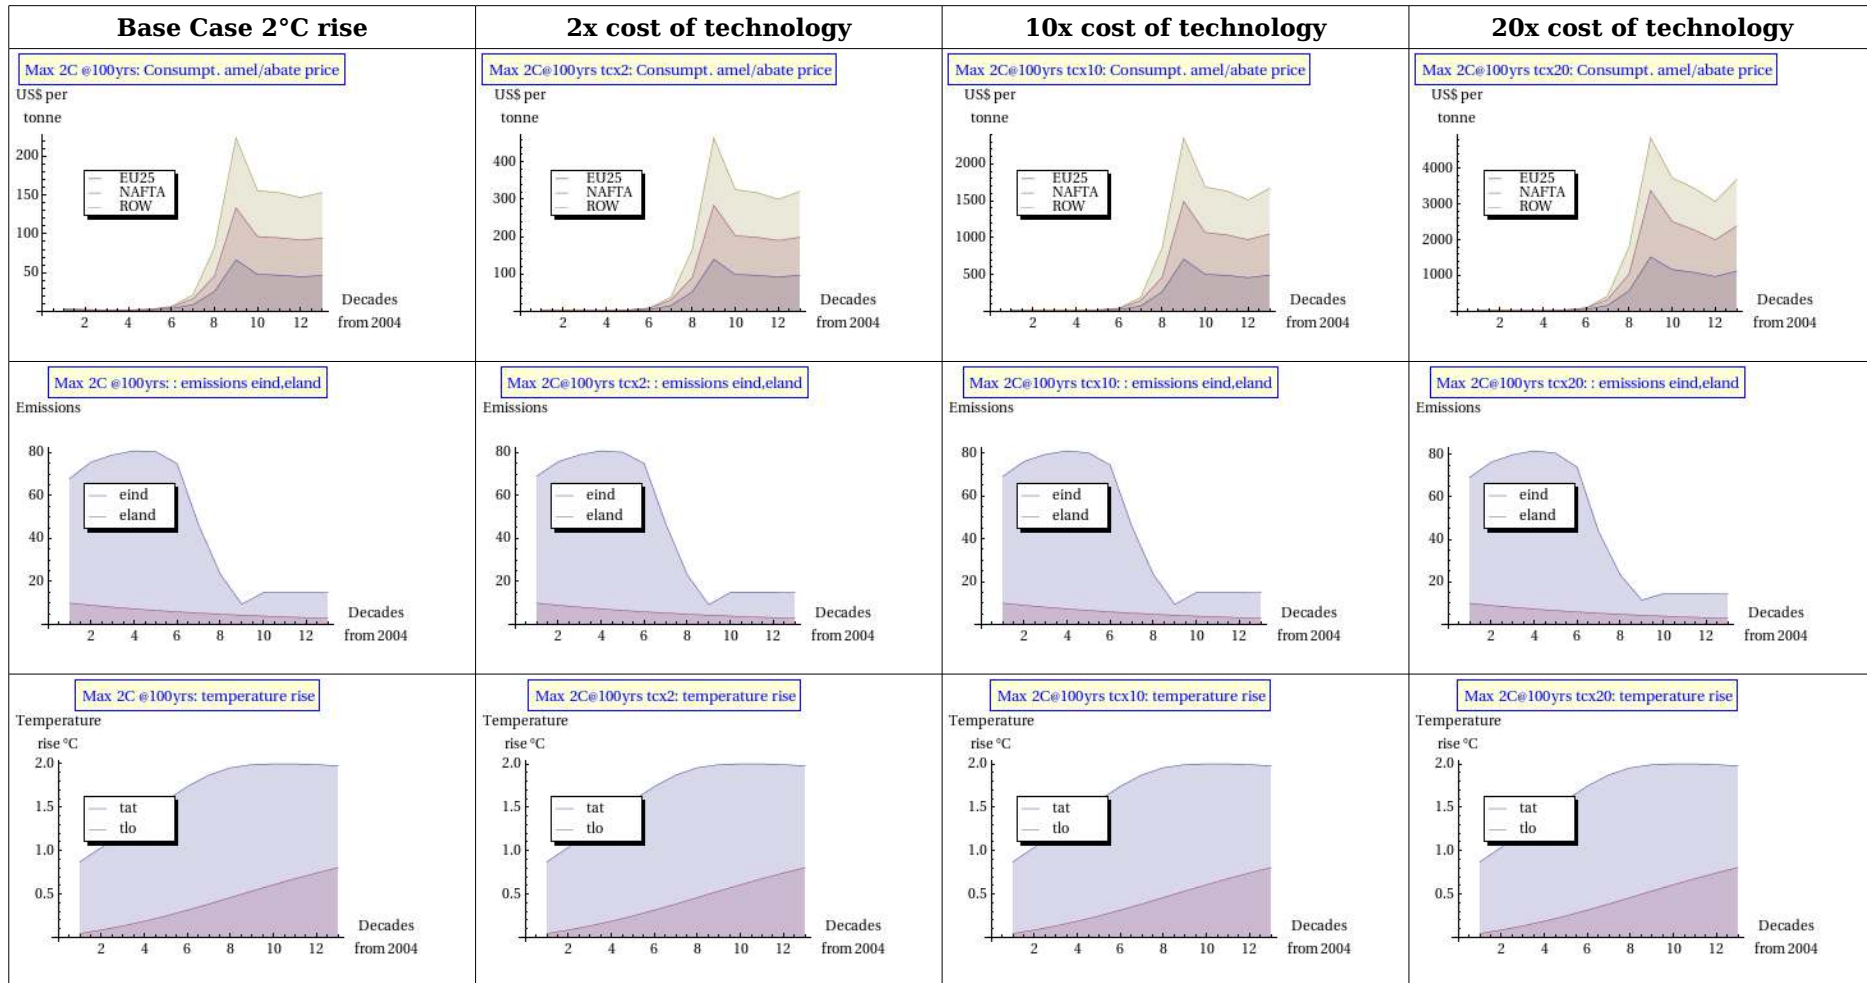 Base Case 2°C rise
2x cost of technology
10x cost of technology
20x cost of technology
Max 2C @100yrs: Consumpt. amel/abate price
US$ per
tonne
200
150
100
50
EU25
NAFTA
ROW
2 4 6 8 10 12
Decades
from 2004
Max 2C@100yrs tcx2: Consumpt. amel/abate price
US$ per
tonne
400
300
200
100
EU25
NAFTA
ROW
2 4 6 8 10 12
Decades
from 2004
Max 2C@100yrs tcx10: Consumpt. amel/abate price
US$ per
tonne
2000
1500
1000
500
EU25
NAFTA
ROW
2 4 6 8 10 12
Decades
from 2004
Max 2C@100yrs tcx20: Consumpt. amel/abate price
US$ per
tonne
4000
3000
2000
1000
EU25
NAFTA
ROW
2 4 6 8 10 12
Decades
from 2004
Max 2C @100yrs: : emissions eind,eland
Emissions
80
60
40
20
eind
eland
2 4 6 8 10 12
Decades
from 2004
Max 2C@100yrs tcx2: : emissions eind,eland
Emissions
80
60
40
20
eind
eland
2 4 6 8 10 12
Decades
from 2004
Max 2C@100yrs tcx10: : emissions eind,eland
Emissions
80
60
40
20
eind
eland
2 4 6 8 10 12
Decades
from 2004
Max 2C@100yrs tcx20: : emissions eind,eland
Emissions
80
60
40
20
eind
eland
2 4 6 8 10 12
Decades
from 2004
Max 2C @100yrs: temperature rise
Temperature
rise °C
2.0
1.5
1.0
0.5
tat
tlo
2 4 6 8 10 12
Decades
from 2004
Max 2C@100yrs tcx2: temperature rise
Temperature
rise °C
2.0
1.5
1.0
0.5
tat
tlo
2 4 6 8 10 12
Decades
from 2004
Max 2C@100yrs tcx10: temperature rise
Temperature
rise °C
2.0
1.5
1.0
0.5
tat
tlo
2 4 6 8 10 12
Decades
from 2004
Max 2C@100yrs tcx20: temperature rise
Temperature
rise °C
2.0
1.5
1.0
0.5
tat
tlo
2 4 6 8 10 12
Decades
from 2004